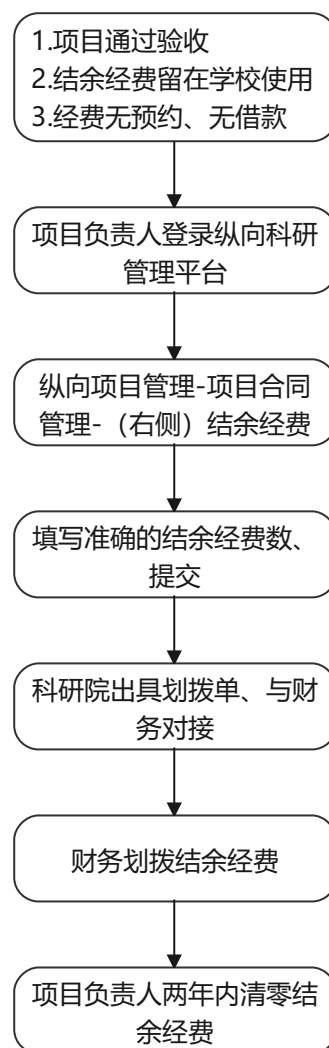 1.项目通过验收
2.结余经费留在学校使用
3.经费无预约、无借款
项目负责人登录纵向科研
管理平台
纵向项目管理-项目合同
管理-（右侧）结余经费
填写准确的结余经费数、
提交
科研院出具划拨单、与财
务对接
财务划拨结余经费
项目负责人两年内清零结
余经费